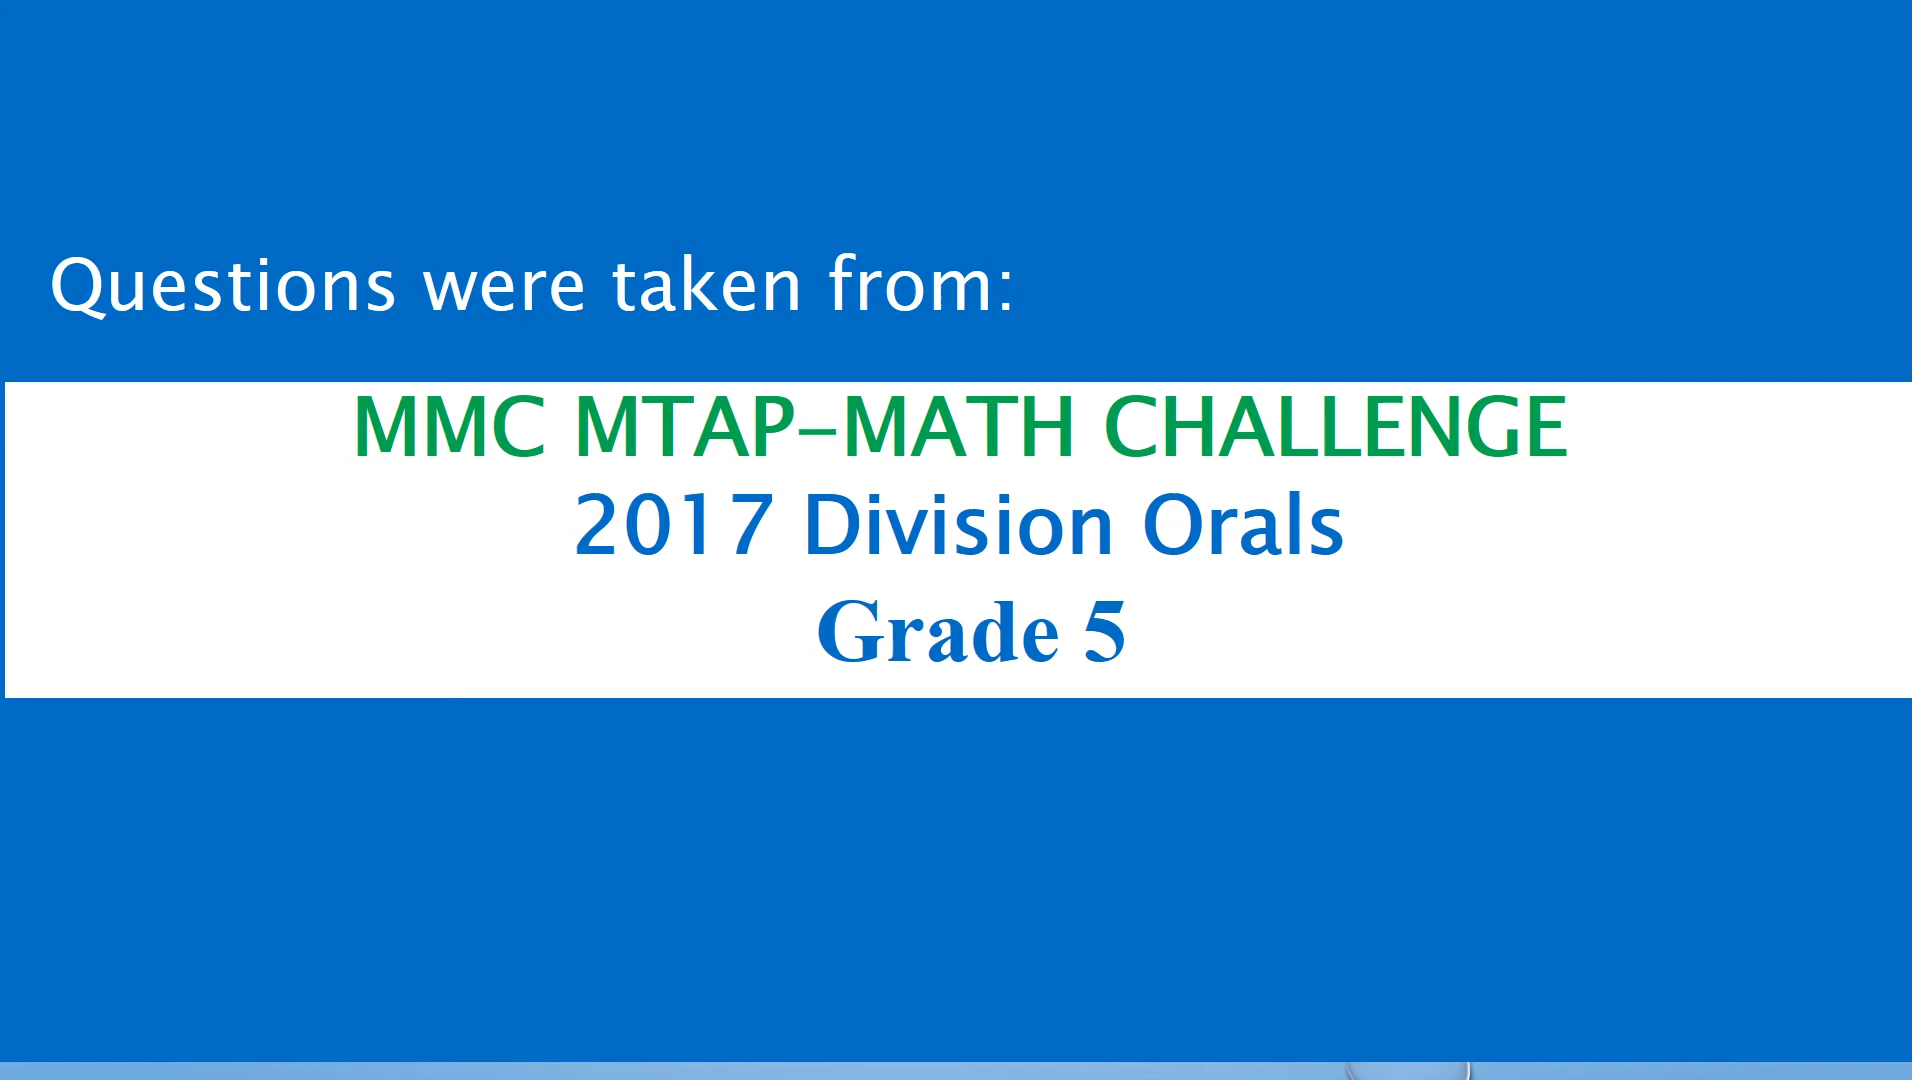 Questions were taken from:
MMC MTAP-MATH CHALLENGE
2017 Division Orals
Grade 5